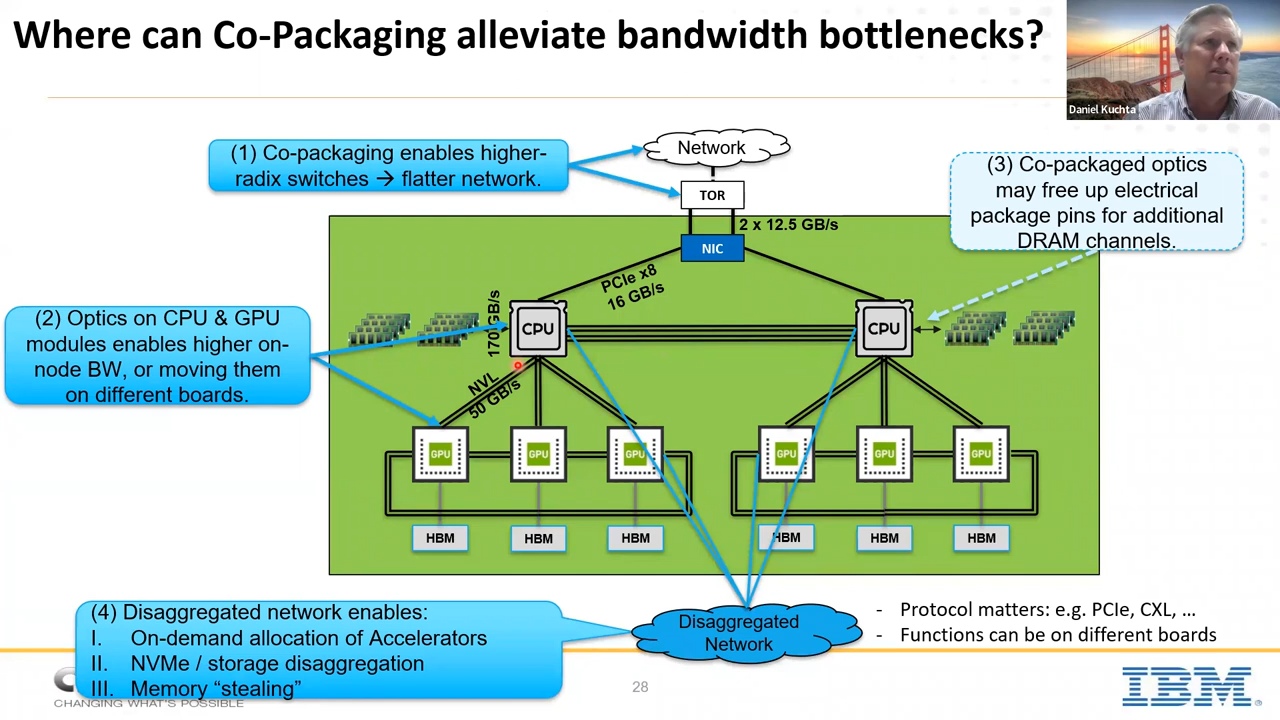 Where can Co-Packaging alleviate bandwidth bottlenecks?
Daniel Kuchta
(1) Co-packaging enables higher-
radix switches → flatter network.
Network
TOR
2 x 12.5 GB/s
NIC
(3) Co-packaged optics
may free up electrical
package pins for additional
DRAM channels.
PCIe x8
16 GB/s
170 GB/s
CPU
CPU
(2) Optics on CPU & GPU
modules enables higher on-
node BW, or moving them
on different boards.
NVL
50 GB/s
GPU
GPU
GPU
GPU
GPU
GPU
HBM
HBM
HBM
HBM
HBM
HBM
(4) Disaggregated network enables:
I. On-demand allocation of Accelerators
II. NVMe / storage disaggregation
III. Memory “stealing”
Disaggregated
Network
- Protocol matters: e.g. PCIe, CXL, …
- Functions can be on different boards
CHANGING WHAT'S POSSIBLE
28
IBM®